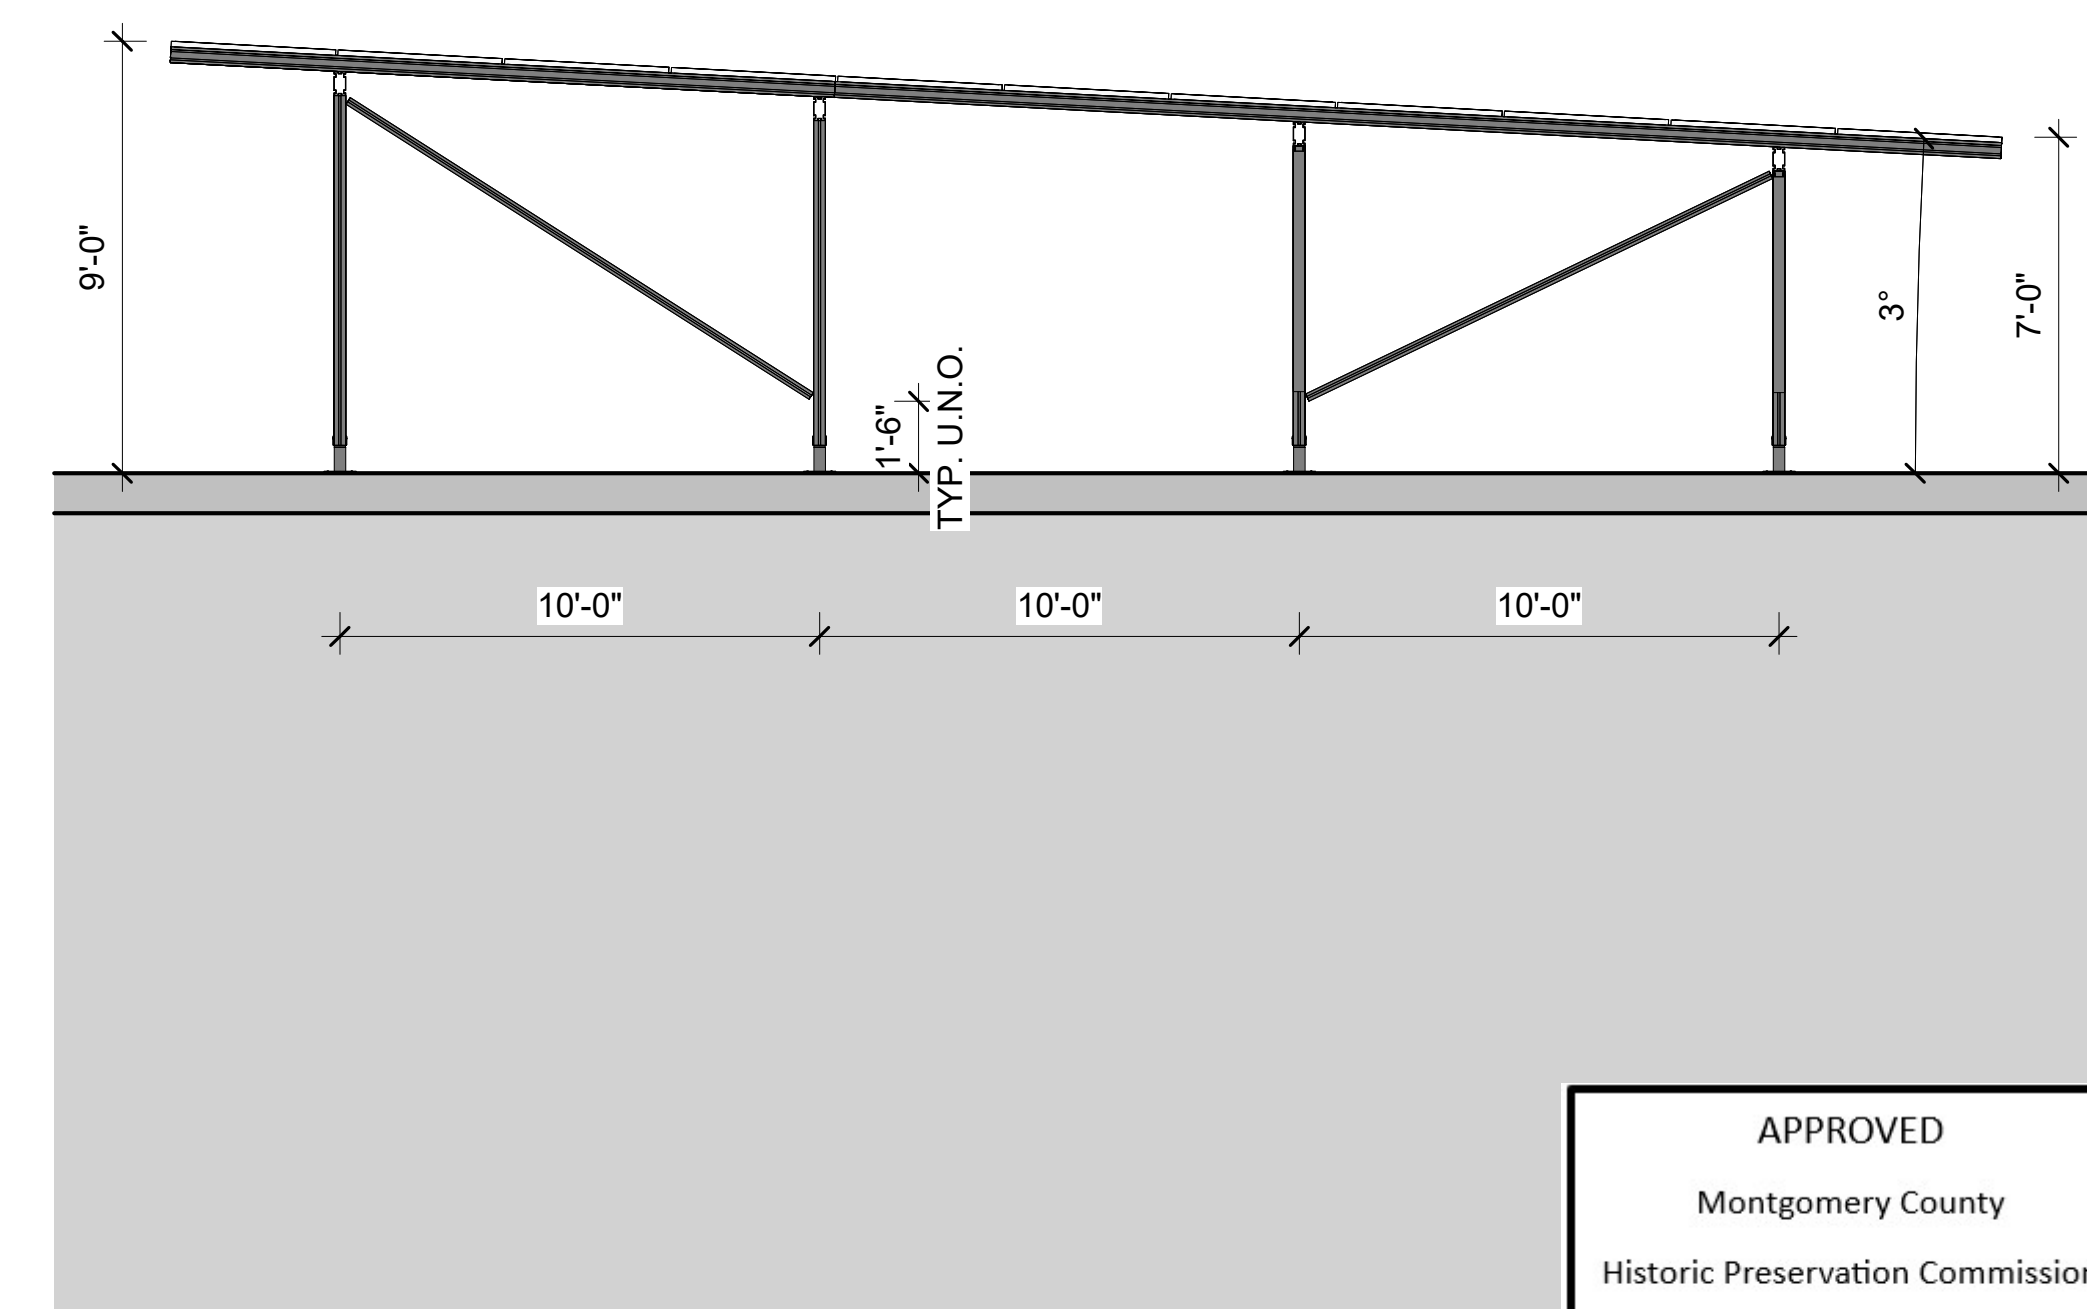 9'-0"
1'-6"
TYP. U.N.O.
3°
7'-0"
10'-0"
10'-0"
10'-0"
APPROVED
Montgomery County
Historic Preservation Commission